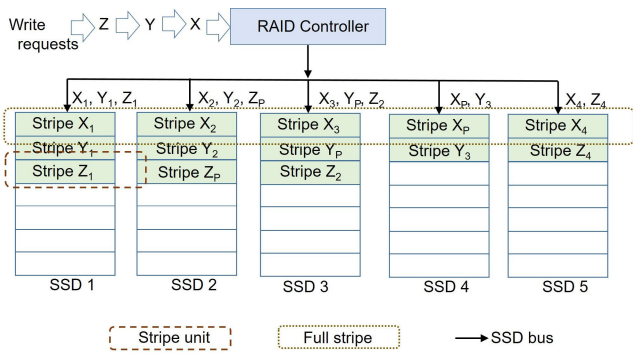 Write requests Z Y X RAID Controller
X₁, Y₁, Z₁ X₂, Y₂, Zₚ X₃, Yₚ, Z₂ Xₚ, Y₃ X₄, Z₄
Stripe X₁ Stripe X₂ Stripe X₃ Stripe Xₚ Stripe X₄
Stripe Y₁ Stripe Y₂ Stripe Yₚ Stripe Y₃ Stripe Z₄
Stripe Z₁ Stripe Zₚ Stripe Z₂
SSD 1 SSD 2 SSD 3 SSD 4 SSD 5
Stripe unit Full stripe SSD bus